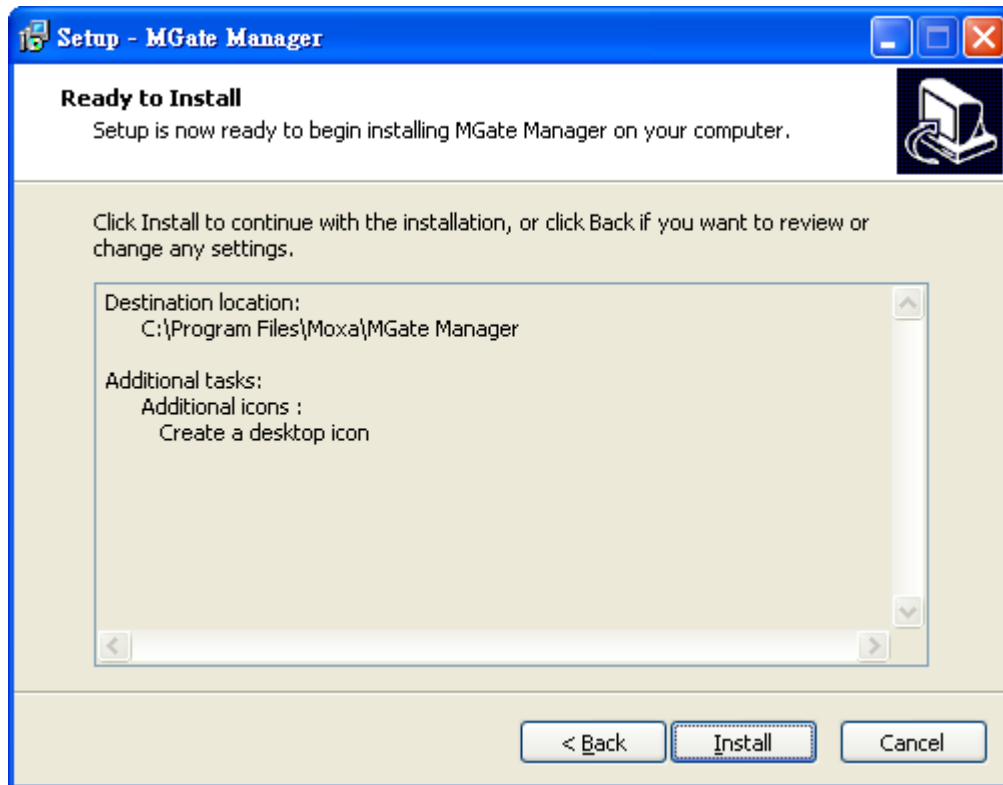 Setup - MGate Manager
Ready to Install
Setup is now ready to begin installing MGate Manager on your computer.
Click Install to continue with the installation, or click Back if you want to review or
change any settings.
Destination location:
C:\Program Files\Moxa\MGate Manager
Additional tasks:
Additional icons :
Create a desktop icon
< Back
Install
Cancel